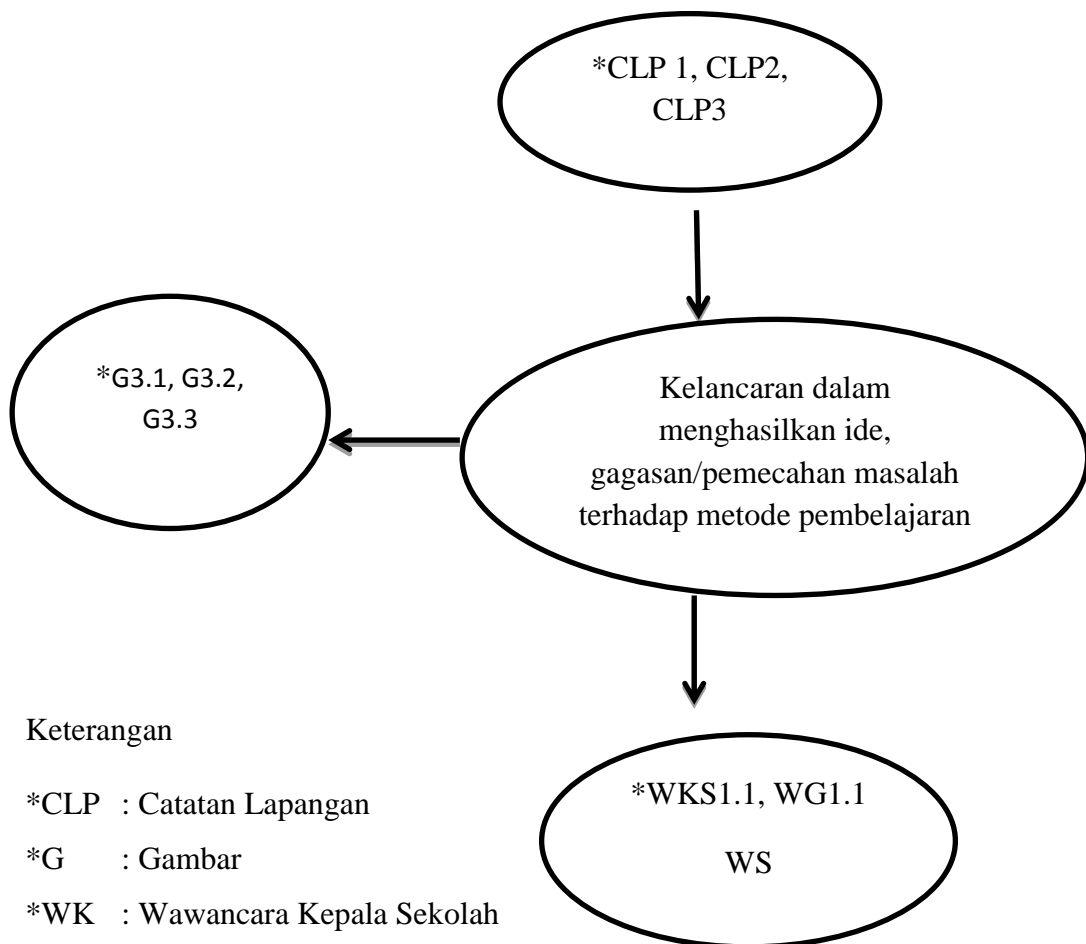 *CLP 1, CLP2,
CLP3
*G3.1, G3.2,
G3.3
Kelancaran dalam
menghasilkan ide,
gagasan/pemecahan masalah
terhadap metode pembelajaran
Keterangan
*CLP : Catatan Lapangan
*G : Gambar
*WK : Wawancara Kepala Sekolah
*WKS1.1, WG1.1
WS